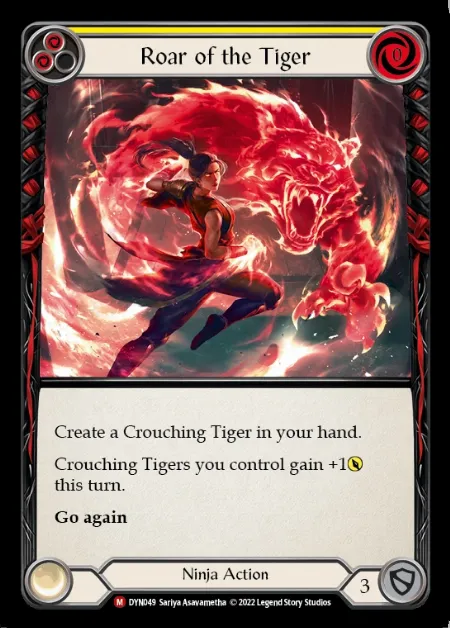 Roar of the Tiger
0
Create a Crouching Tiger in your hand.
Crouching Tigers you control gain +1
this turn.
Go again
Ninja Action
3
M DYN049 Sariya Asavametha © 2022 Legend Story Studios